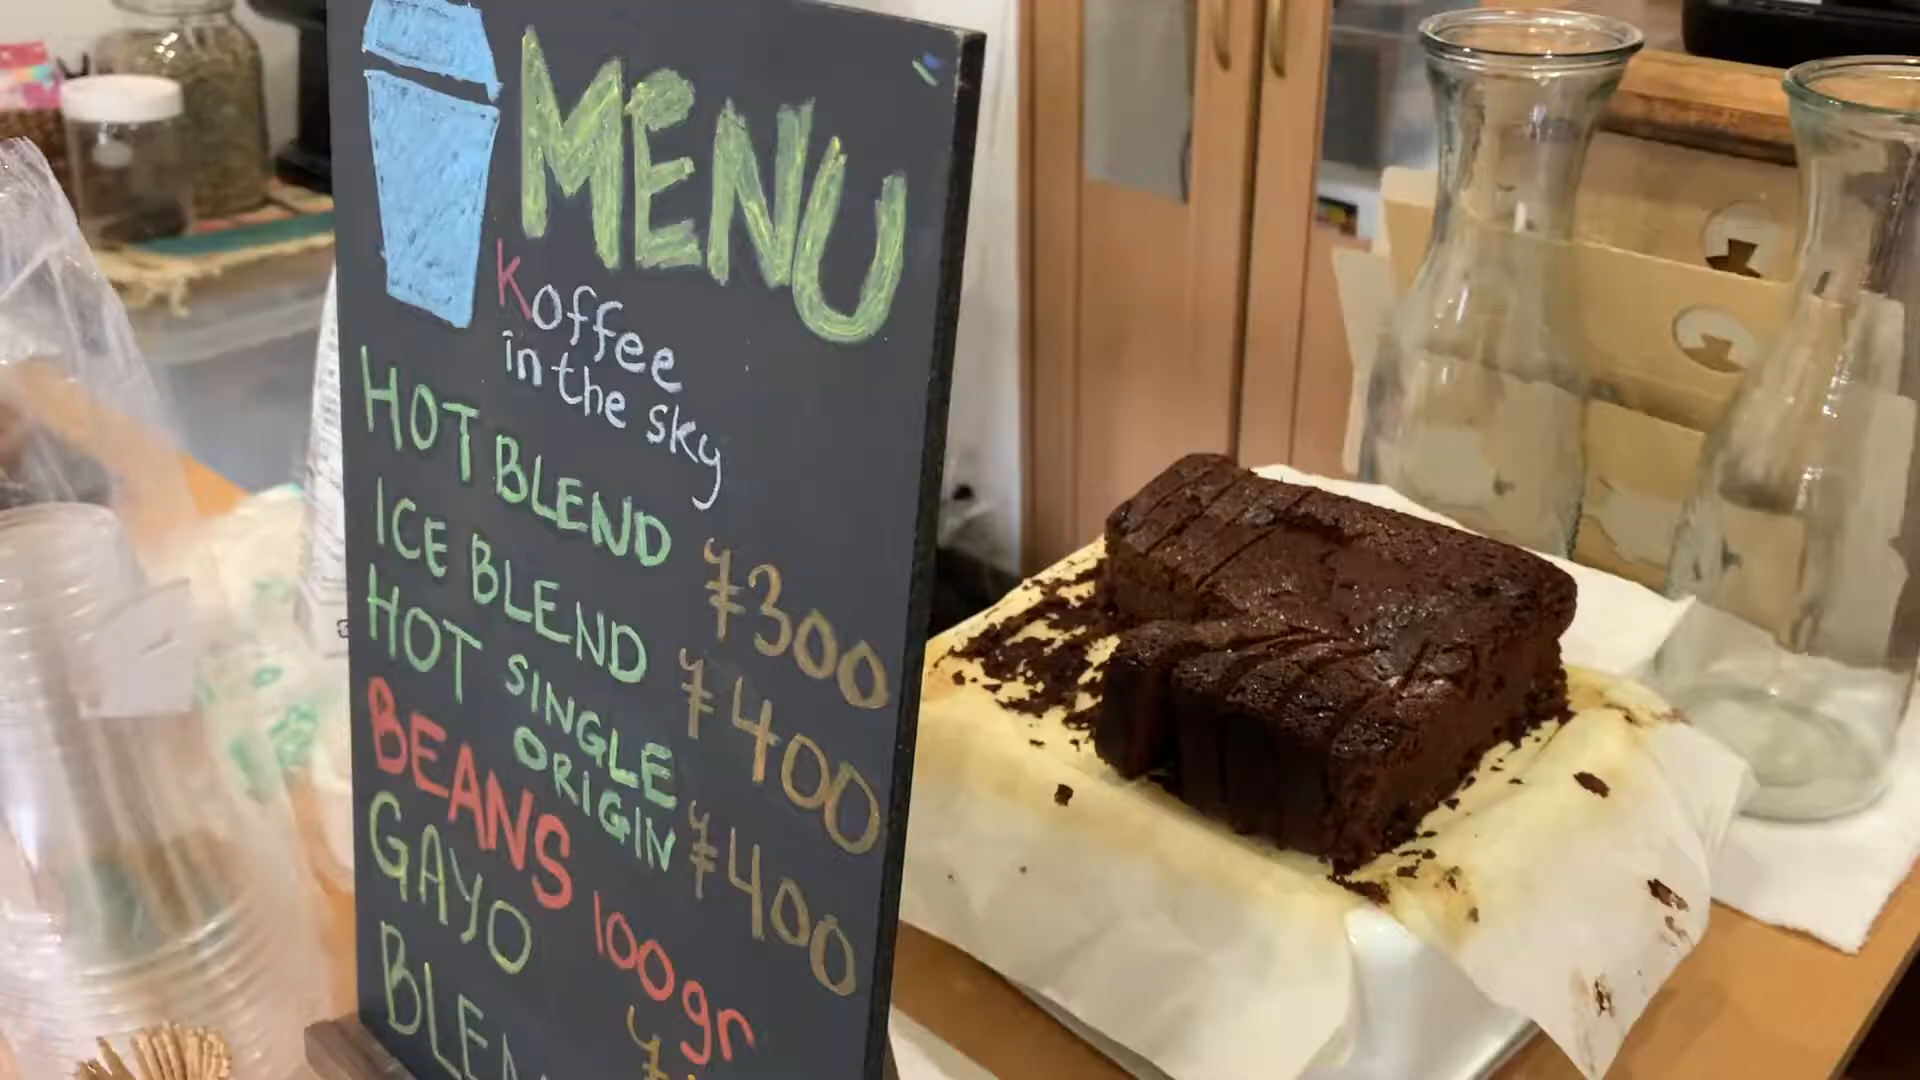 MENU
Koffee
in the sky
HOT BLEND ¥300
ICE BLEND ¥400
HOT SINGLE
ORIGIN ¥400
BEANS 100gr
GAYO